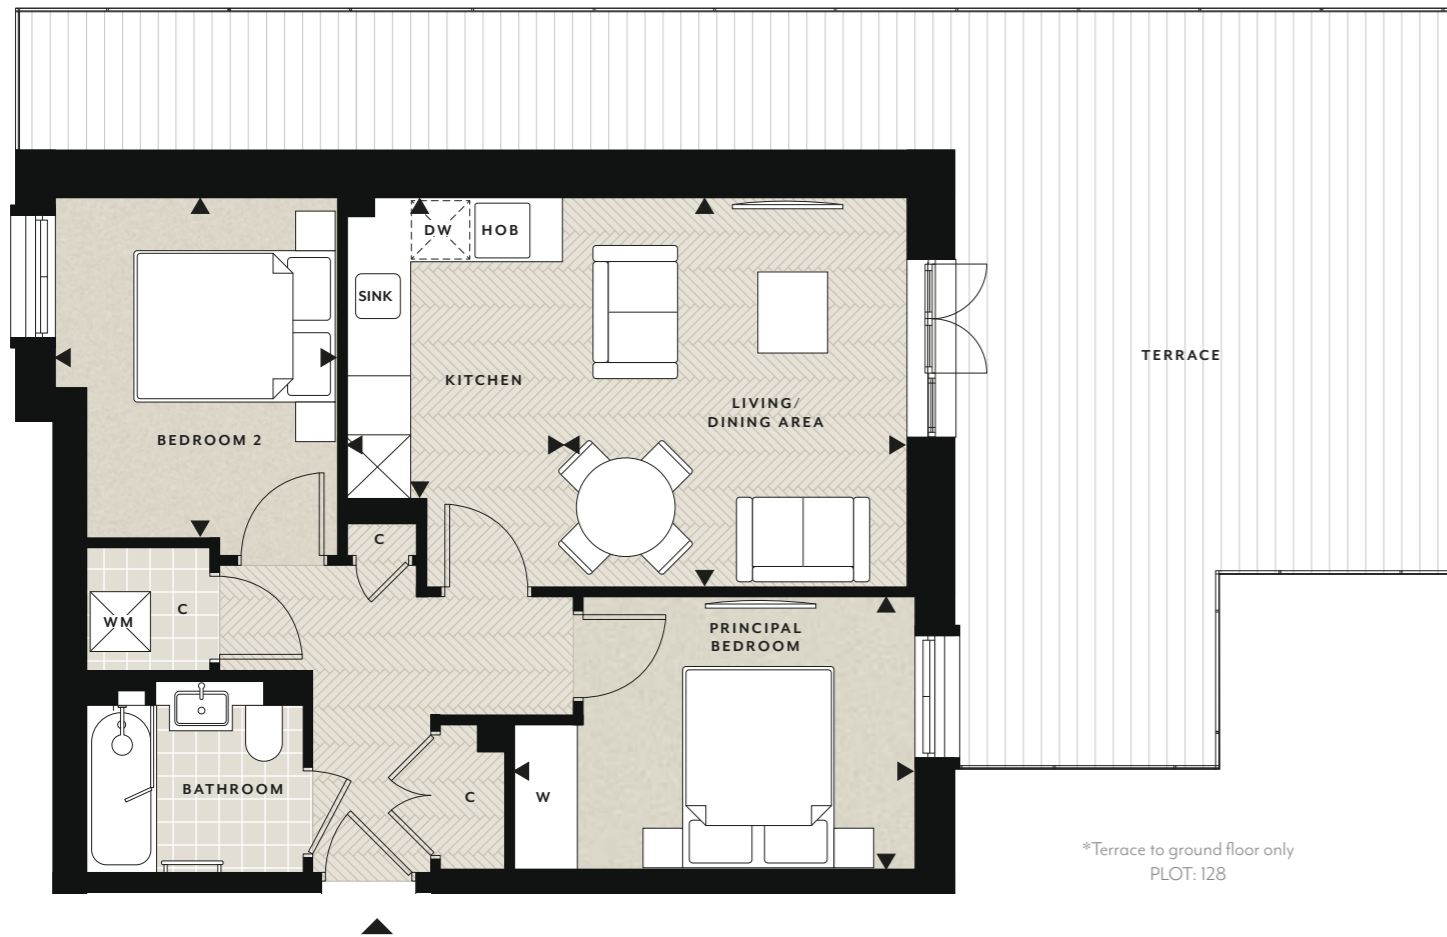 DW
HOB
SINK
KITCHEN
LIVING/
DINING AREA
TERRACE
BEDROOM 2
C
WM
C
PRINCIPAL
BEDROOM
BATHROOM
C
W
*Terrace to ground floor only
PLOT: 128